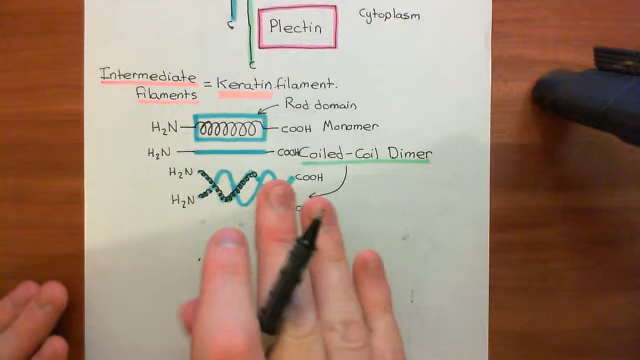 Cytoplasm
Plectin
c
c
Intermediate filaments = Keratin filament.
Rod domain
H₂N COOH Monomer
H₂N COOH Coiled-Coil Dimer
H₂N COOH
H₂N